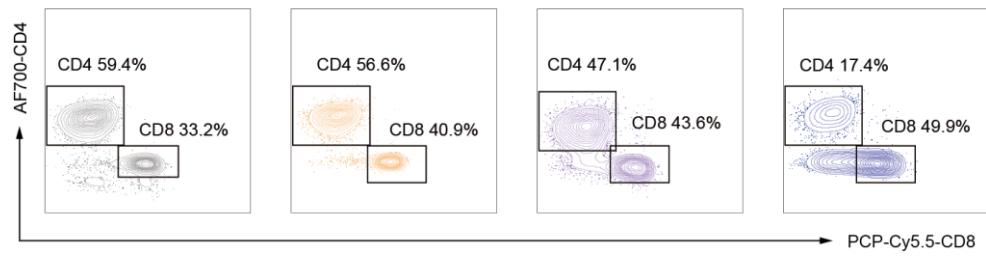 AF700-CD4
CD4 59.4%
CD8 33.2%
CD4 56.6%
CD8 40.9%
CD4 47.1%
CD8 43.6%
CD4 17.4%
CD8 49.9%
PCP-Cy5.5-CD8